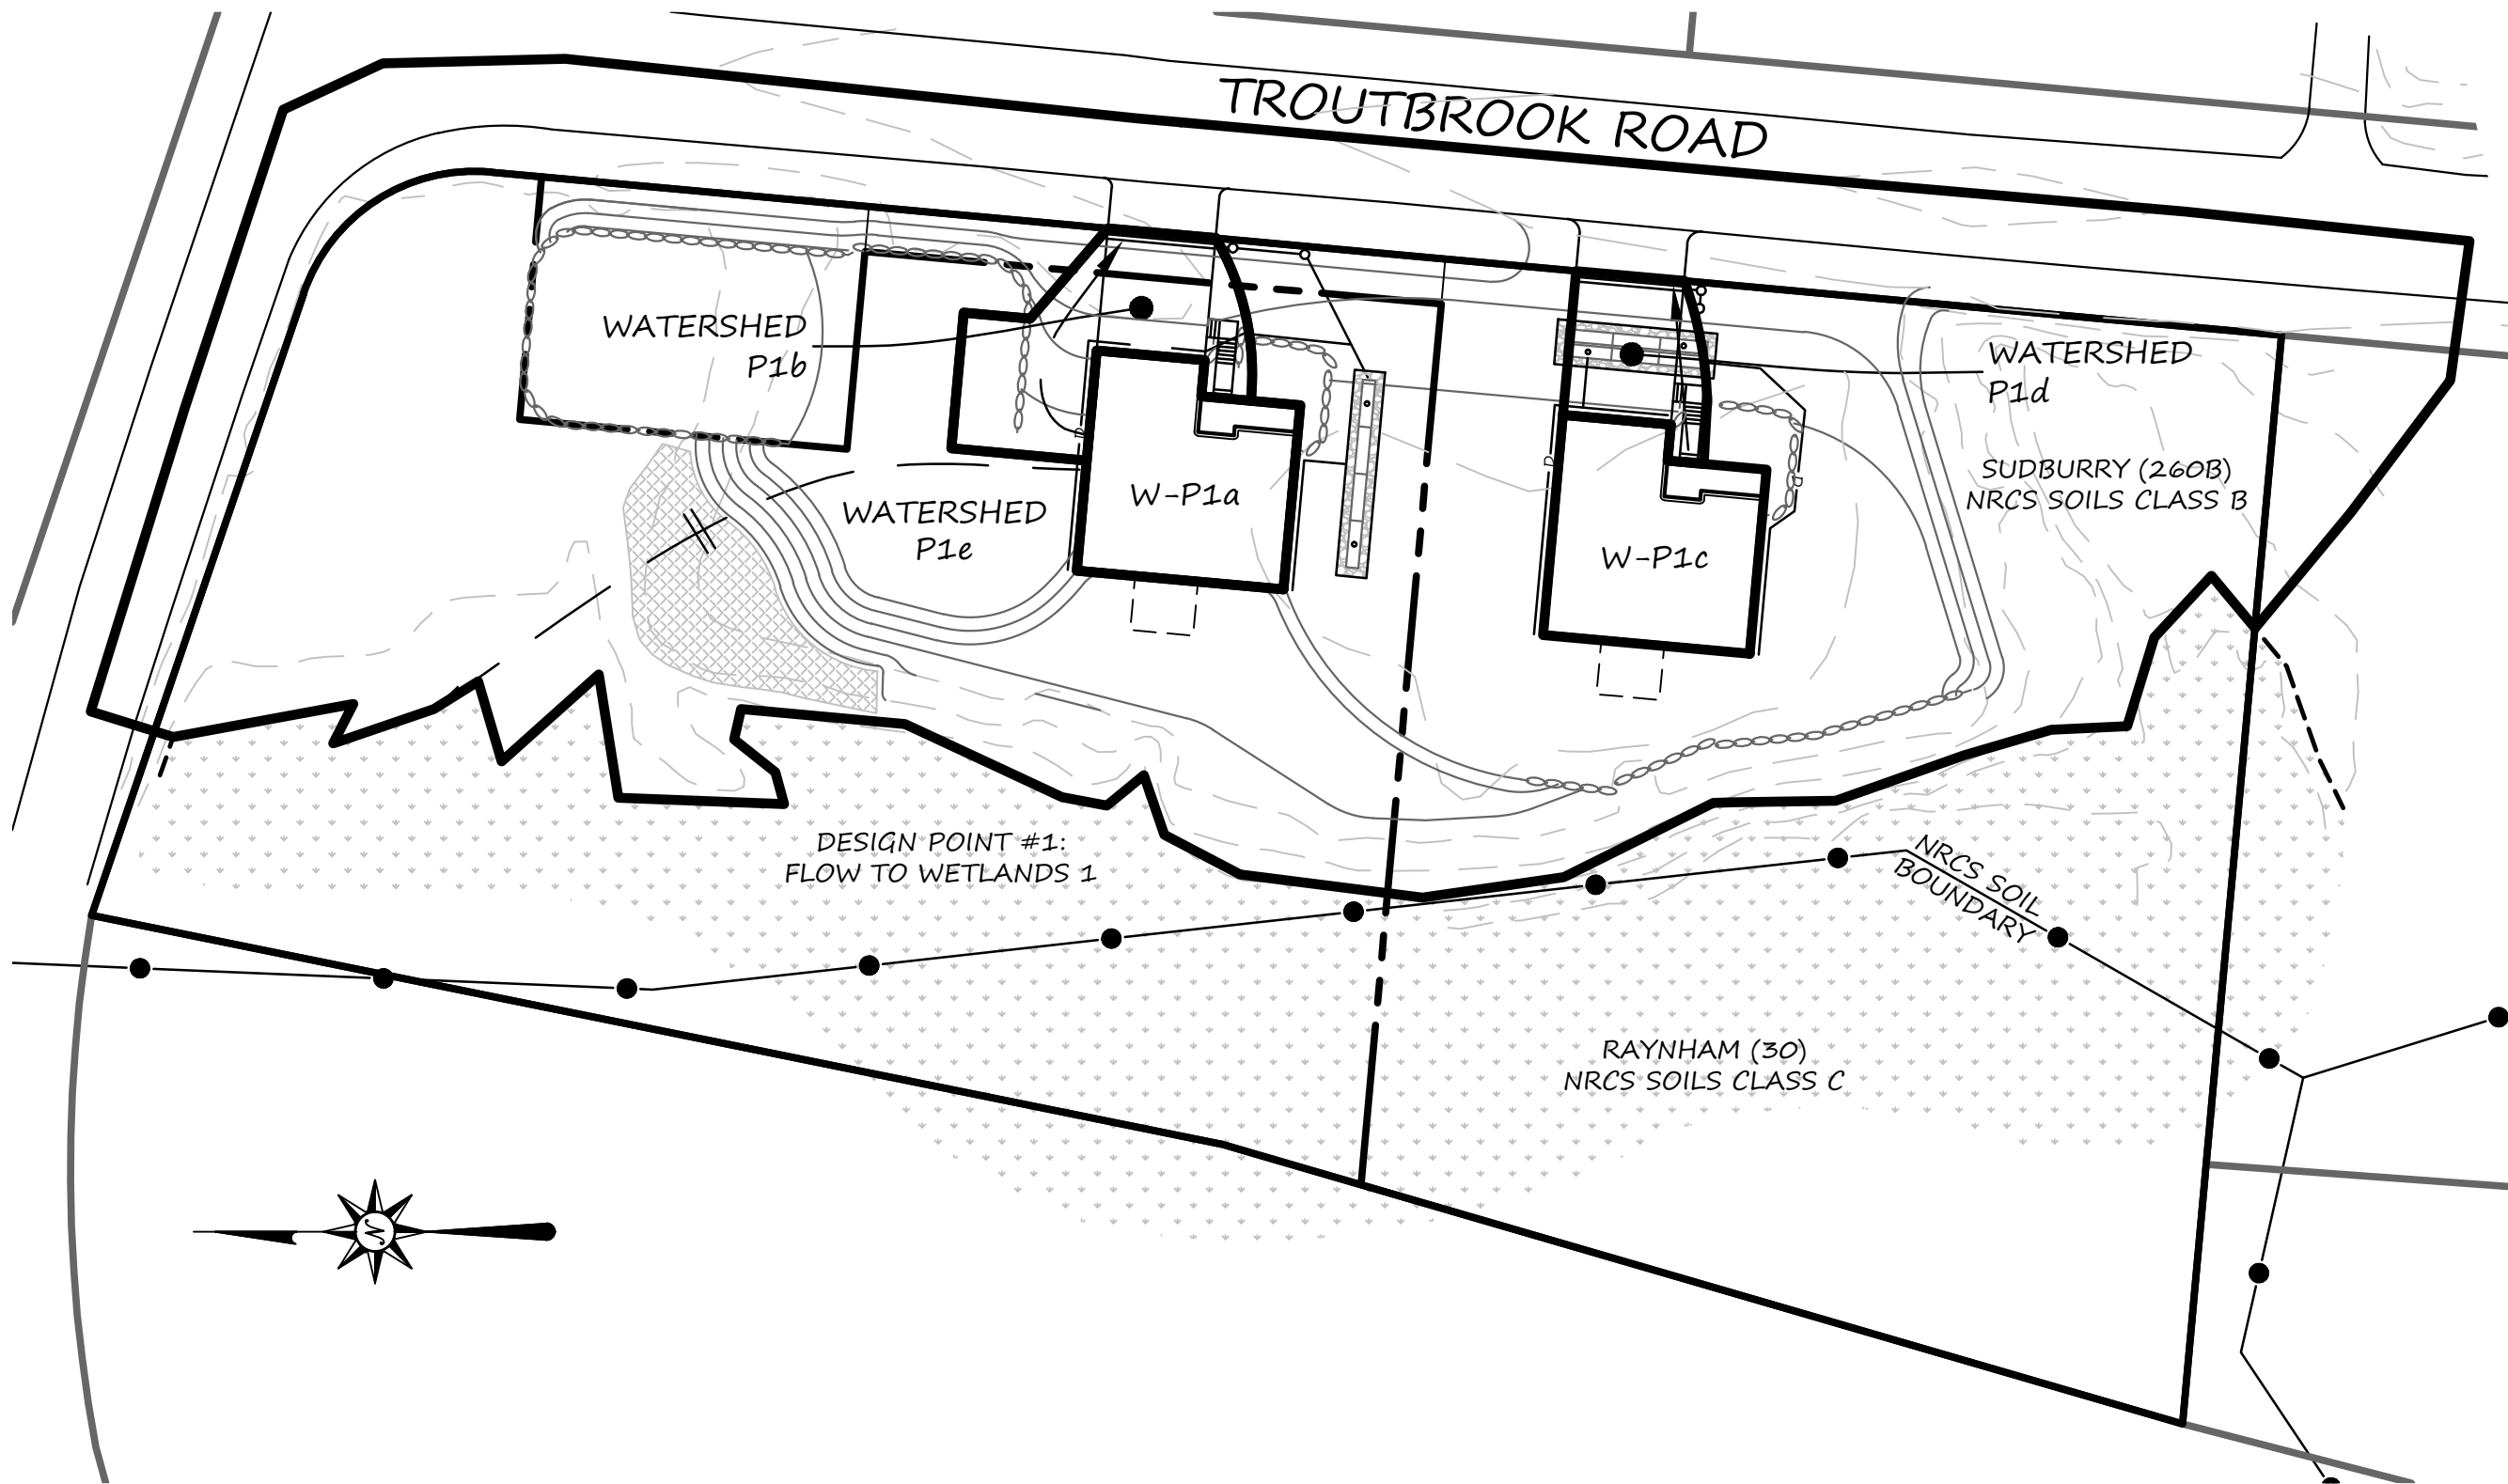 TROUTBROOK ROAD
WATERSHED
P1b
WATERSHED
P1d
SUDBURRY (260B)
NRCS SOILS CLASS B
W-P1a
WATERSHED
P1e
W-P1c
D
D
D
DESIGN POINT #1:
FLOW TO WETLANDS 1
NRCS SOIL
BOUNDARY
RAYNHAM (30)
NRCS SOILS CLASS C
N